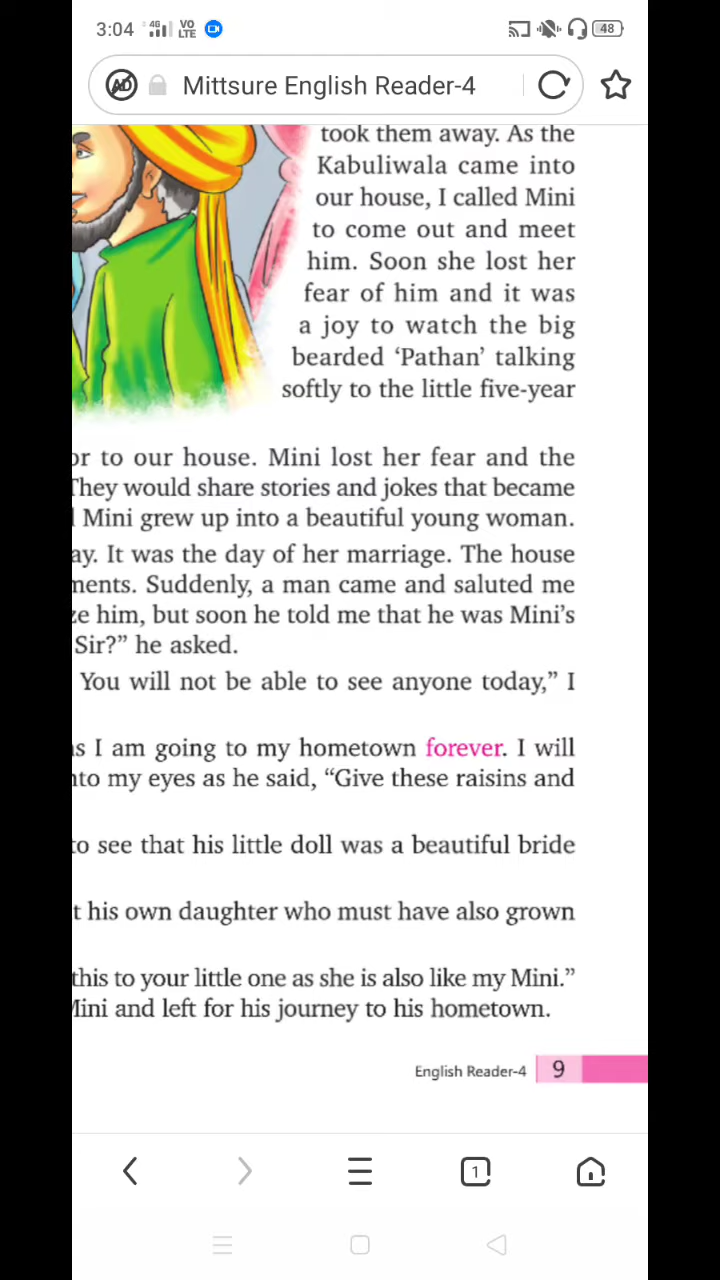 3:04 4G VO LTE 48
Mittsure English Reader-4
took them away. As the
Kabuliwala came into
our house, I called Mini
to come out and meet
him. Soon she lost her
fear of him and it was
a joy to watch the big
bearded ‘Pathan’ talking
softly to the little five-year
or to our house. Mini lost her fear and the
They would share stories and jokes that became
Mini grew up into a beautiful young woman.
ay. It was the day of her marriage. The house
ments. Suddenly, a man came and saluted me
ze him, but soon he told me that he was Mini’s
Sir?” he asked.
You will not be able to see anyone today,” I
as I am going to my hometown forever. I will
nto my eyes as he said, “Give these raisins and
to see that his little doll was a beautiful bride
t his own daughter who must have also grown
this to your little one as she is also like my Mini.”
Mini and left for his journey to his hometown.
English Reader-4 9
1